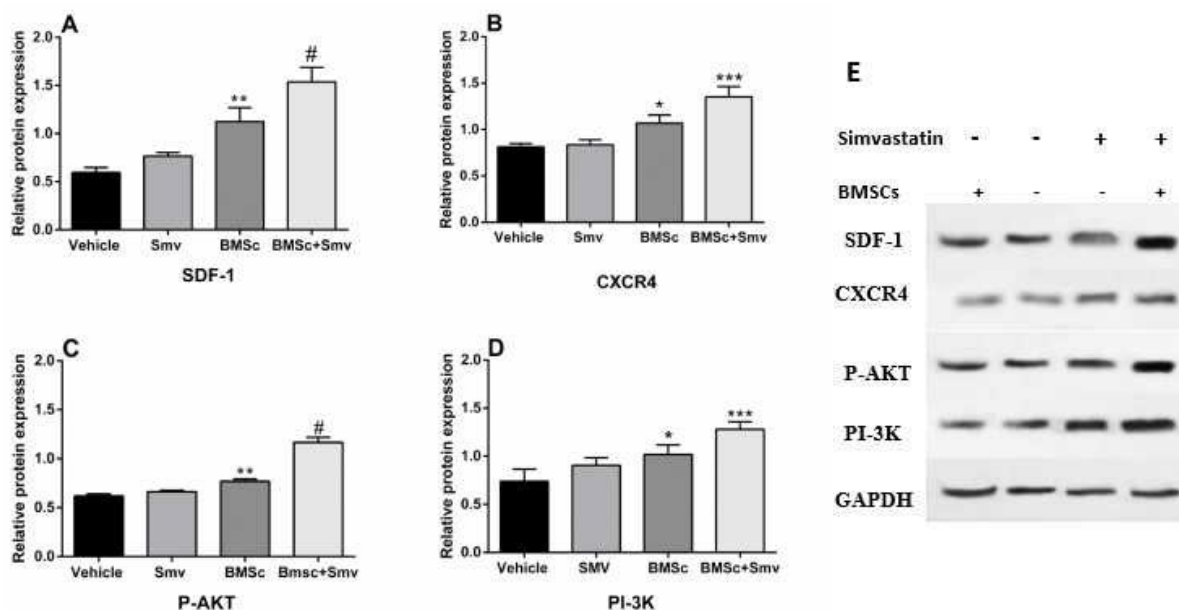 A
Relative protein expression
2.0
1.5
1.0
0.5
0.0
**
#
Vehicle Smv BMSc BMSc+Smv
SDF-1
B
Relative protein expression
2.0
1.5
1.0
0.5
0.0
*
***
Vehicle Smv BMSc BMSc+Smv
CXCR4
C
Relative protein expression
2.0
1.5
1.0
0.5
0.0
**
#
Vehicle Smv BMSc Bmsc+Smv
P-AKT
D
Relative protein expression
2.0
1.5
1.0
0.5
0.0
*
***
Vehicle SMV BMSc BMSc+Smv
PI-3K
E
Simvastatin - - + +
BMSCs + - - +
SDF-1
CXCR4
P-AKT
PI-3K
GAPDH